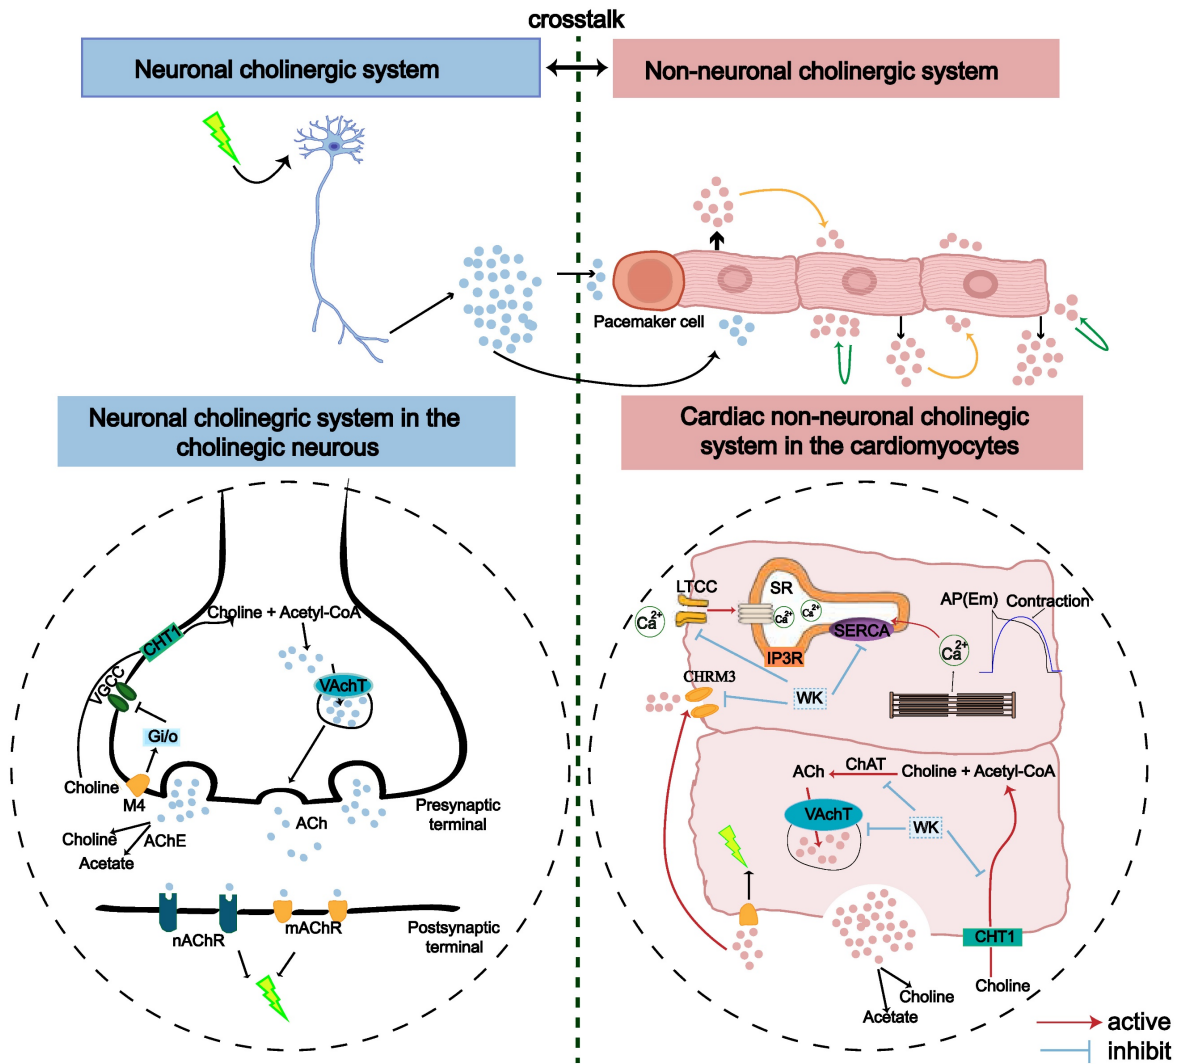 crosstalk
Neuronal cholinergic system
Non-neuronal cholinergic system
Pacemaker cell
Neuronal cholinegric system in the
cholinegic neurous
Cardiac non-neuronal cholinegic
system in the cardiomyocytes
Choline + Acetyl-CoA
CHT1
VGCC
VAchT
Gi/o
Choline
M4
ACh
Presynaptic
terminal
Choline
AChE
Acetate
nAChR
mAChR
Postsynaptic
terminal
LTCC
SR
Ca2+
Ca2+
Ca2+
AP(Em)
Contraction
SERCA
Ca2+
IP3R
CHRM3
WK
ChAT
ACh
Choline + Acetyl-CoA
VAchT
WK
CHT1
Choline
Choline
Acetate
active
inhibit